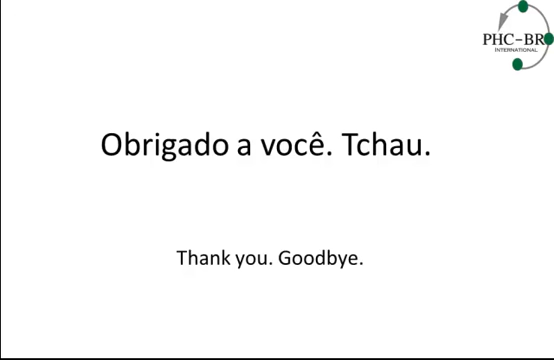 PHC-BR
INTERNATIONAL
Obrigado a você. Tchau.
Thank you. Goodbye.